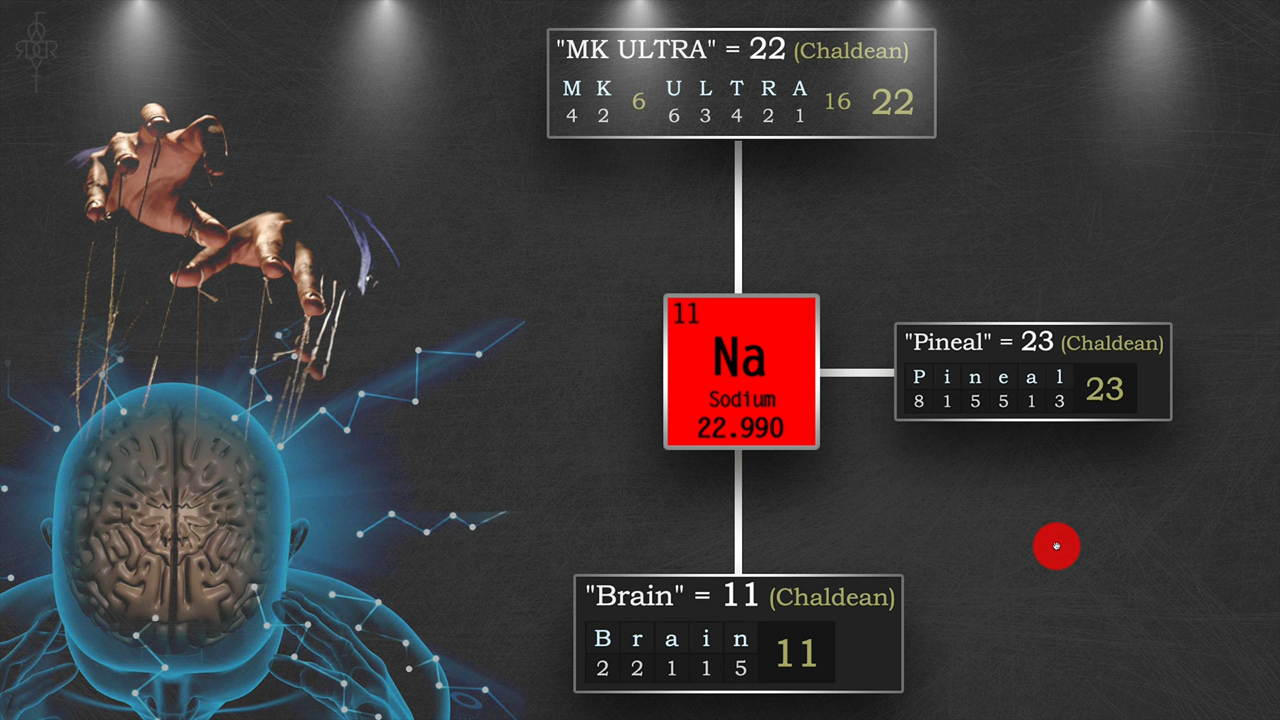 "MK ULTRA" = 22 (Chaldean)
M K U L T R A
4 2 6 6 3 4 2 1 16 22
11
Na
Sodium
22.990
"Pineal" = 23 (Chaldean)
P i n e a l
8 1 5 5 1 3 23
"Brain" = 11 (Chaldean)
B r a i n
2 2 1 1 5 11